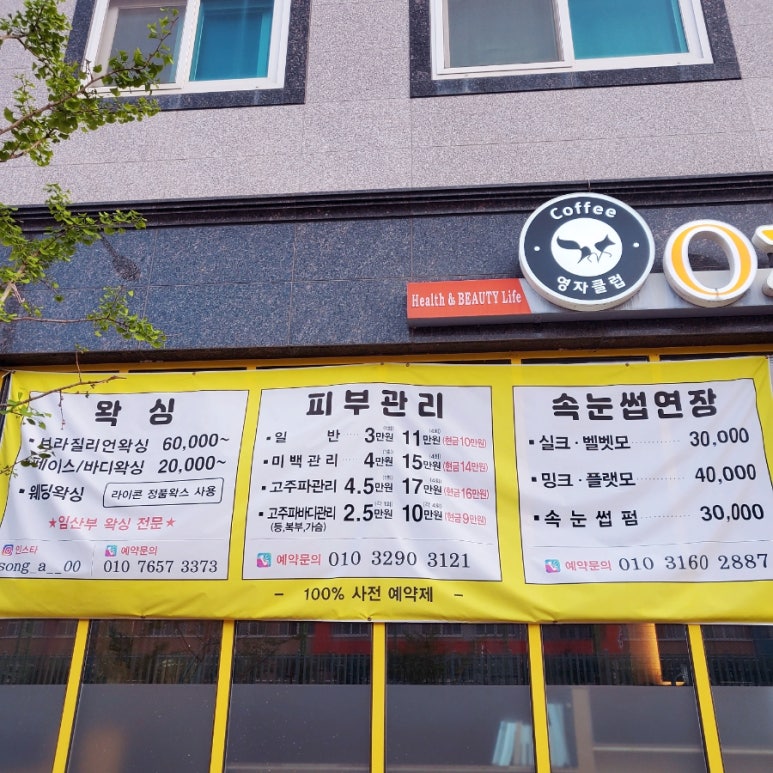 Coffee
영자클럽
Health & BEAUTY Life
왁싱
브라질리언왁싱 60,000~
페이스/바디왁싱 20,000~
웨딩왁싱 라이콘 정품왁스 사용
★임산부 왁싱 전문★
인스타
song_a__00
예약문의
010 7657 3373
피부관리
일 반 3만원 11만원 (현금10만원)
미백관리 4만원 15만원 (현금14만원)
고주파관리 4.5만원 17만원 (현금16만원)
고주파바디관리 2.5만원 10만원 (현금9만원)
(등,복부,가슴)
예약문의 010 3290 3121
속눈썹연장
실크·벨벳모 30,000
밍크·플랫모 40,000
속눈썹펌 30,000
예약문의 010 3160 2887
- 100% 사전 예약제 -